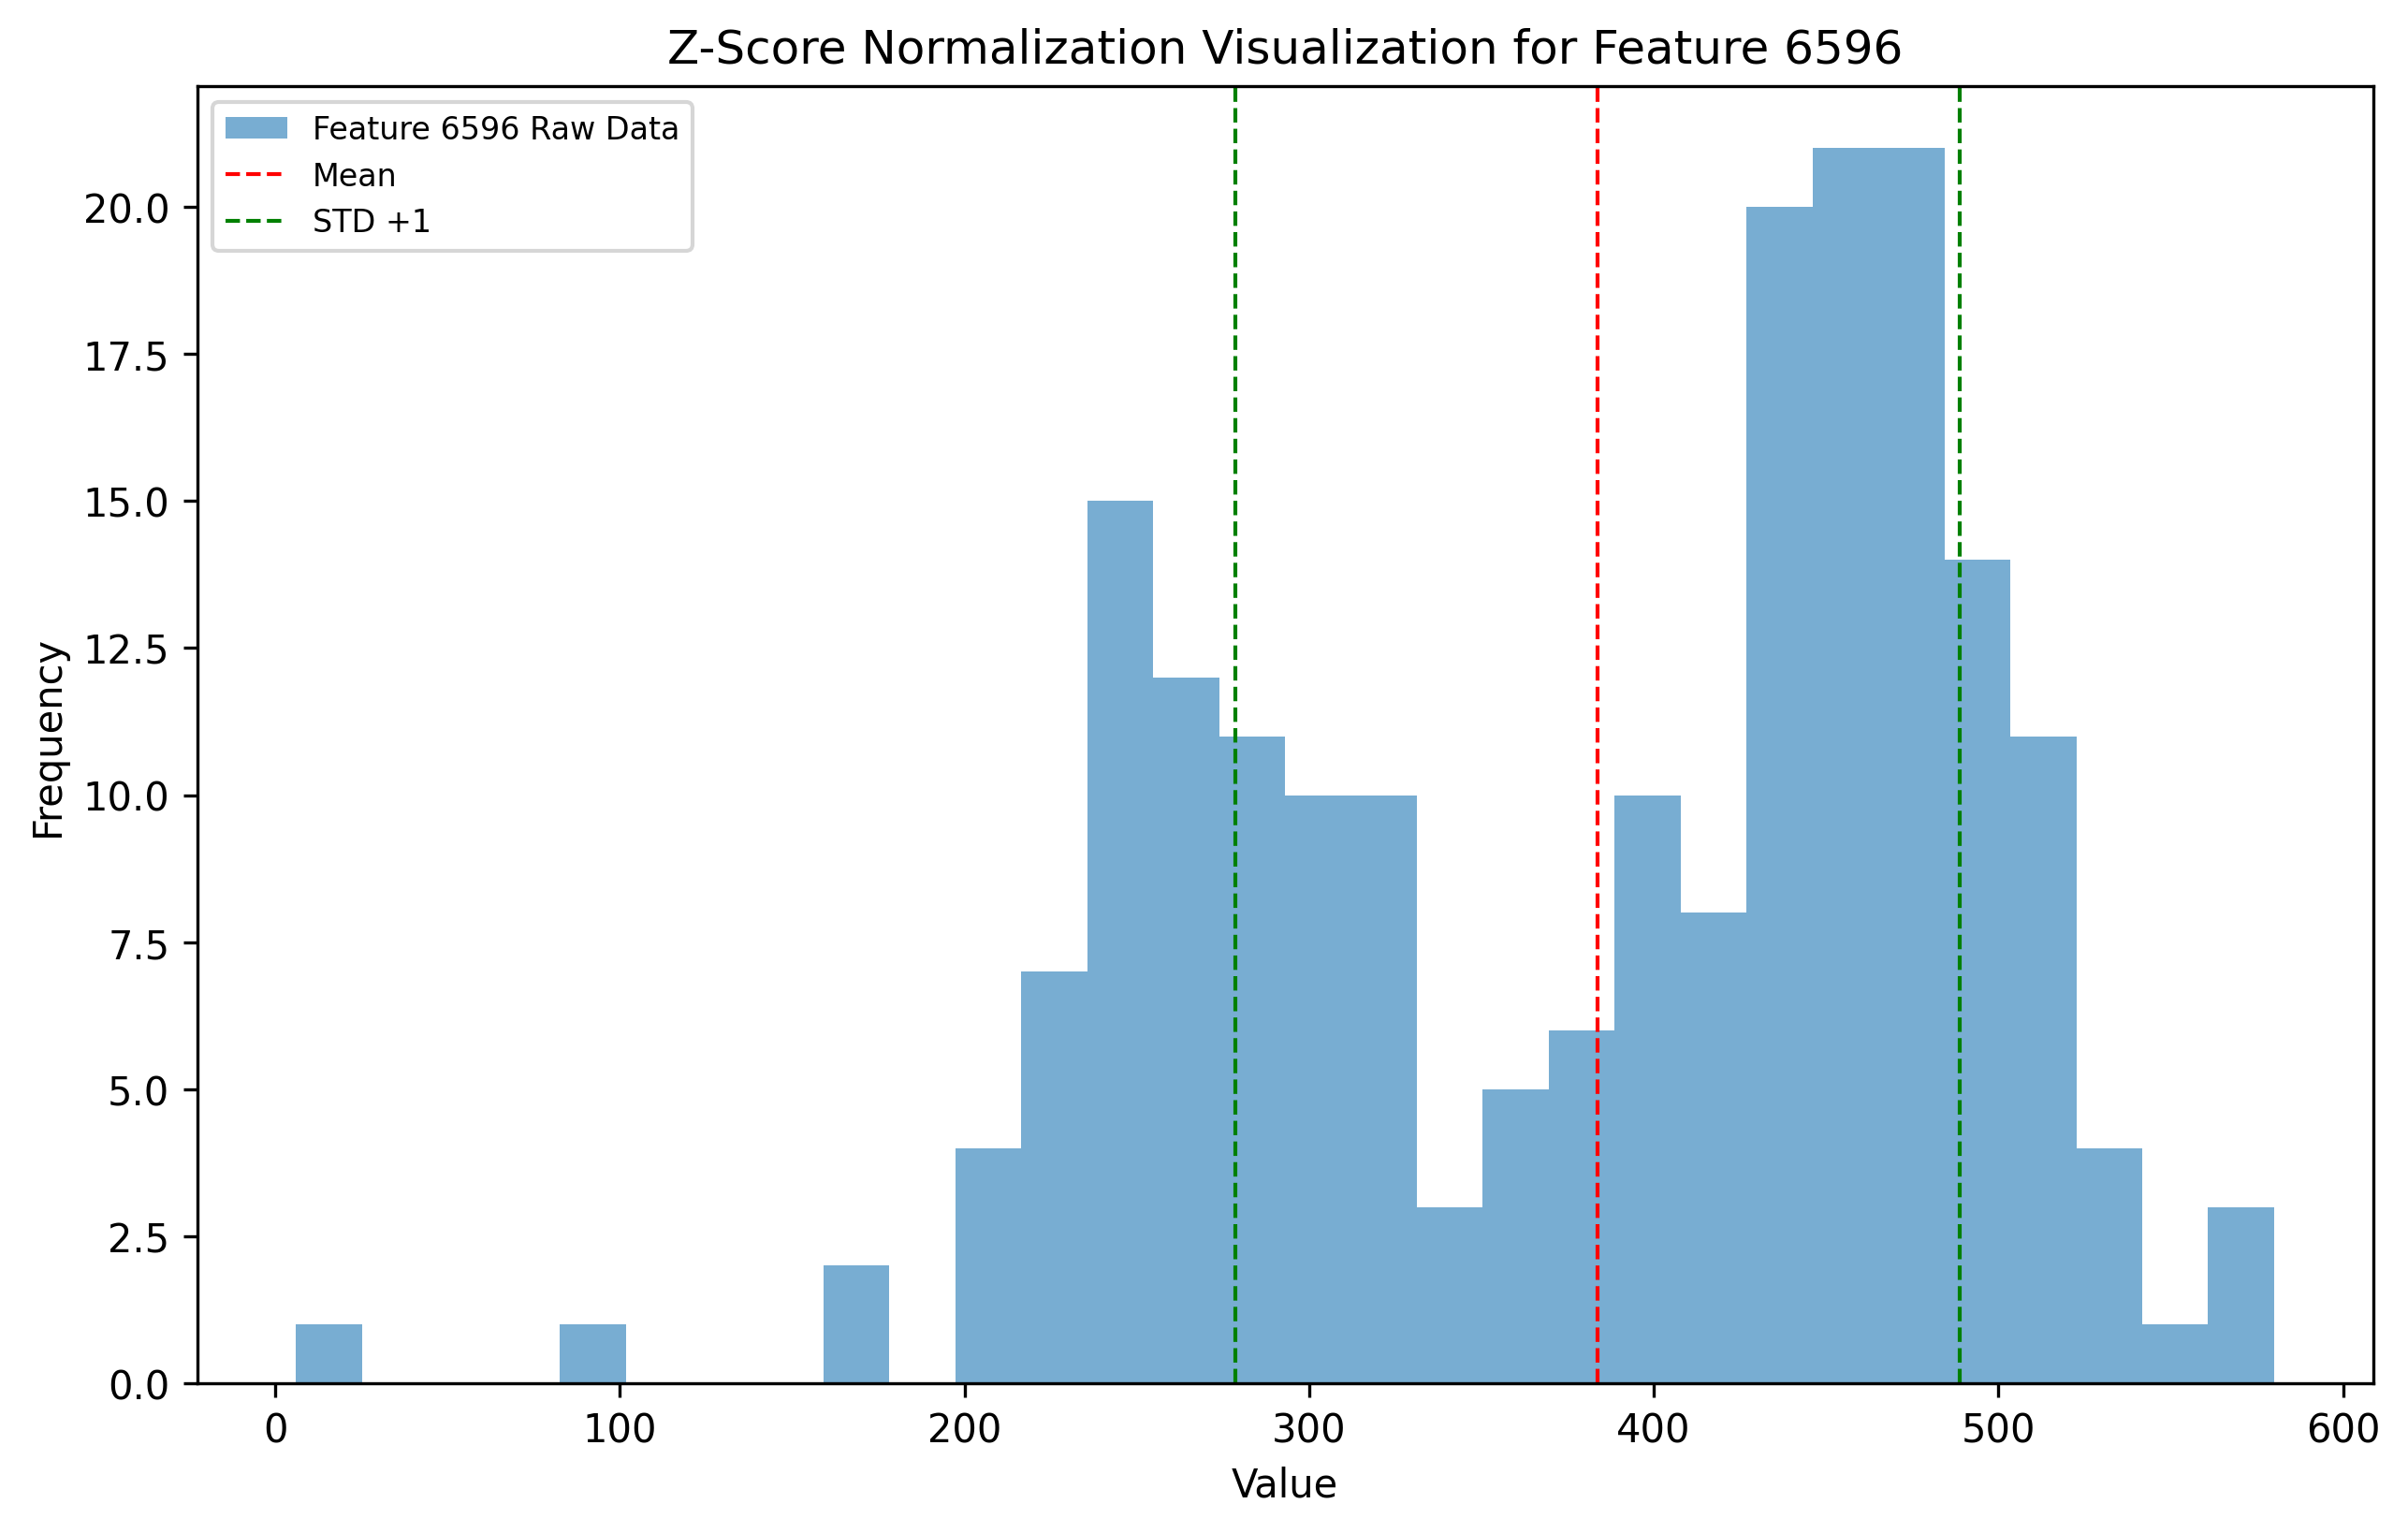 Z-Score Normalization Visualization for Feature 6596
Feature 6596 Raw Data
Mean
STD +1
20.0
17.5
15.0
12.5
10.0
7.5
5.0
2.5
0.0
Frequency
0 100 200 300 400 500 600
Value